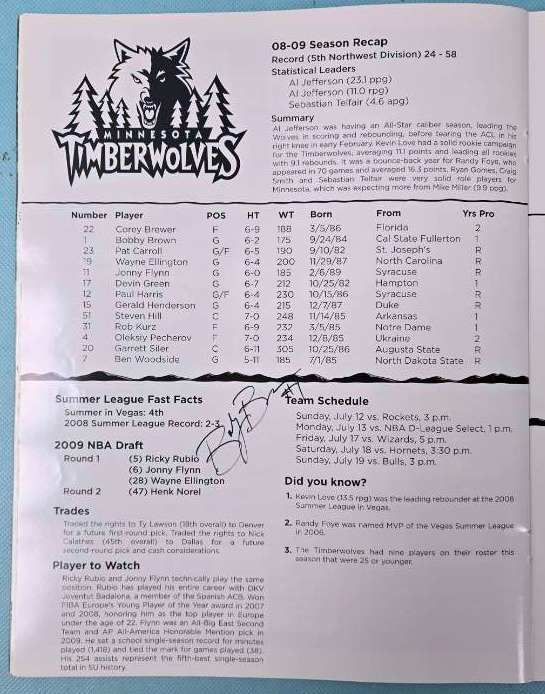 MINNESOTA
TIMBERWOLVES
08-09 Season Recap
Record (5th Northwest Division) 24 - 58
Statistical Leaders
Al Jefferson (23.1 ppg)
Al Jefferson (11.0 rpg)
Sebastian Telfair (4.6 apg)
Summary
Al Jefferson was having an All-Star caliber season, leading the
Wolves in scoring and rebounding, before tearing the ACL in his
right knee in early February. Kevin Love had a solid rookie campaign
for the Timberwolves, averaging 11.1 points and leading all rookies
with 9.1 rebounds. It was a bounce-back year for Randy Foye, who
appeared in 70 games and averaged 16.3 points. Ryan Gomes, Craig
Smith and Sebastian Telfair were very solid role players for
Minnesota, which was expecting more from Mike Miller (9.9 ppg).
Number Player POS HT WT Born From Yrs Pro
22 Corey Brewer F 6-9 188 3/5/86 Florida 2
1 Bobby Brown G 6-2 175 9/24/84 Cal State Fullerton 1
23 Pat Carroll G/F 6-5 190 9/10/82 St. Joseph's R
19 Wayne Ellington G 6-4 200 11/29/87 North Carolina R
11 Jonny Flynn G 6-0 185 2/6/89 Syracuse R
17 Devin Green G 6-7 212 10/25/82 Hampton 1
12 Paul Harris G/F 6-4 230 10/15/86 Syracuse R
15 Gerald Henderson G 6-4 215 12/7/87 Duke R
51 Steven Hill C 7-0 248 11/14/85 Arkansas 1
31 Rob Kurz F 6-9 232 3/5/85 Notre Dame 1
4 Oleksiy Pecherov F 7-0 234 12/8/85 Ukraine 2
20 Garrett Siler C 6-11 305 10/25/86 Augusta State R
7 Ben Woodside G 5-11 185 7/1/85 North Dakota State R
Summer League Fast Facts
Summer in Vegas: 4th
2008 Summer League Record: 2-3
2009 NBA Draft
Round 1 (5) Ricky Rubio
(6) Jonny Flynn
(28) Wayne Ellington
Round 2 (47) Henk Norel
Trades
Traded the rights to Ty Lawson (18th overall) to Denver
for a future first-round pick. Traded the rights to Nick
Calathes (45th overall) to Dallas for a future
second-round pick and cash considerations.
Player to Watch
Ricky Rubio and Jonny Flynn technically play the same
position. Rubio has played his entire career with DKV
Joventut Badalona, a member of the Spanish ACB. Won
FIBA Europe's Young Player of the Year award in 2007
and 2008, honoring him as the top player in Europe
under the age of 22. Flynn was an All-Big East Second
Team and AP All-America Honorable Mention pick in
2009. He set a school single-season record for minutes
played (1,418) and tied the mark for games played (38).
His 254 assists represent the fifth-best single-season
total in SU history.
Team Schedule
Sunday, July 12 vs. Rockets, 3 p.m.
Monday, July 13 vs. NBA D-League Select, 1 p.m.
Friday, July 17 vs. Wizards, 5 p.m.
Saturday, July 18 vs. Hornets, 3:30 p.m.
Sunday, July 19 vs. Bulls, 3 p.m.
Did you know?
1. Kevin Love (13.5 rpg) was the leading rebounder at the 2008
Summer League in Vegas.
2. Randy Foye was named MVP of the Vegas Summer League
in 2006.
3. The Timberwolves had nine players on their roster this
season that were 25 or younger.